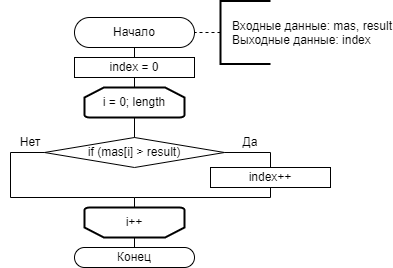 Начало
Входные данные: mas, result
Выходные данные: index
index = 0
i = 0; length
Нет
if (mas[i] > result)
Да
index++
i++
Конец